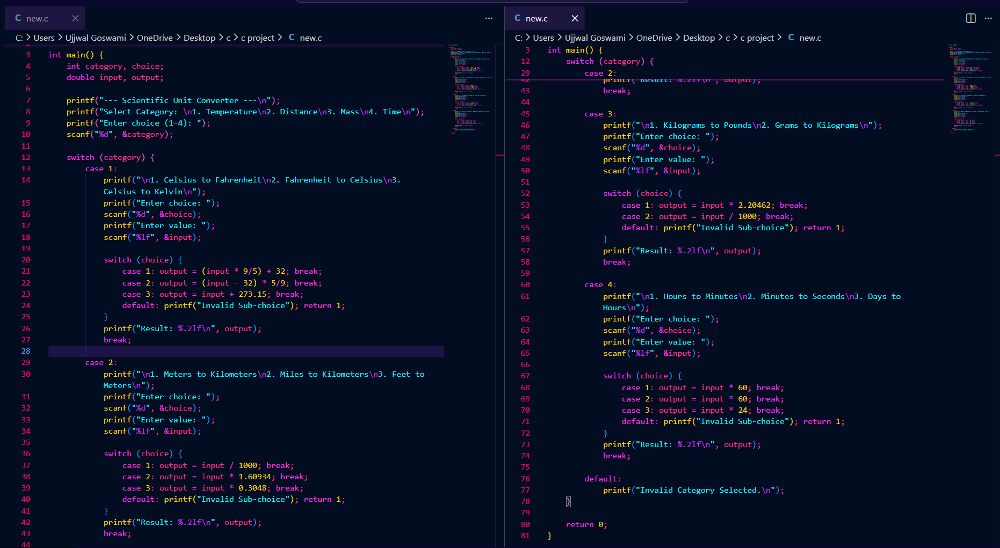 C new.c
C: > Users > Ujjwal Goswami > OneDrive > Desktop > c > c project > C new.c
3 int main() {
4 int category, choice;
5 double input, output;
6
7 printf("--- Scientific Unit Converter ---\n");
8 printf("Select Category: \n1. Temperature\n2. Distance\n3. Mass\n4. Time\n");
9 printf("Enter choice (1-4): ");
10 scanf("%d", &category);
11
12 switch (category) {
13 case 1:
14 printf("\n1. Celsius to Fahrenheit\n2. Fahrenheit to Celsius\n3.
Celsius to Kelvin\n");
15 printf("Enter choice: ");
16 scanf("%d", &choice);
17 printf("Enter value: ");
18 scanf("%lf", &input);
19
20 switch (choice) {
21 case 1: output = (input * 9/5) + 32; break;
22 case 2: output = (input - 32) * 5/9; break;
23 case 3: output = input + 273.15; break;
24 default: printf("Invalid Sub-choice"); return 1;
25 }
26 printf("Result: %.2lf\n", output);
27 break;
28
29 case 2:
30 printf("\n1. Meters to Kilometers\n2. Miles to Kilometers\n3. Feet to
Meters\n");
31 printf("Enter choice: ");
32 scanf("%d", &choice);
33 printf("Enter value: ");
34 scanf("%lf", &input);
35
36 switch (choice) {
37 case 1: output = input / 1000; break;
38 case 2: output = input * 1.60934; break;
39 case 3: output = input * 0.3048; break;
40 default: printf("Invalid Sub-choice"); return 1;
41 }
42 printf("Result: %.2lf\n", output);
43 break;
44
C new.c
C: > Users > Ujjwal Goswami > OneDrive > Desktop > c > c project > C new.c
3 int main() {
12 switch (category) {
29 case 2:
42 printf("Result: %.2lf\n", output);
43 break;
44
45 case 3:
46 printf("\n1. Kilograms to Pounds\n2. Grams to Kilograms\n");
47 printf("Enter choice: ");
48 scanf("%d", &choice);
49 printf("Enter value: ");
50 scanf("%lf", &input);
51
52 switch (choice) {
53 case 1: output = input * 2.20462; break;
54 case 2: output = input / 1000; break;
55 default: printf("Invalid Sub-choice"); return 1;
56 }
57 printf("Result: %.2lf\n", output);
58 break;
59
60 case 4:
61 printf("\n1. Hours to Minutes\n2. Minutes to Seconds\n3. Days to
Hours\n");
62 printf("Enter choice: ");
63 scanf("%d", &choice);
64 printf("Enter value: ");
65 scanf("%lf", &input);
66
67 switch (choice) {
68 case 1: output = input * 60; break;
69 case 2: output = input * 60; break;
70 case 3: output = input * 24; break;
71 default: printf("Invalid Sub-choice"); return 1;
72 }
73 printf("Result: %.2lf\n", output);
74 break;
75
76 default:
77 printf("Invalid Category Selected.\n");
78 }
79
80 return 0;
81 }